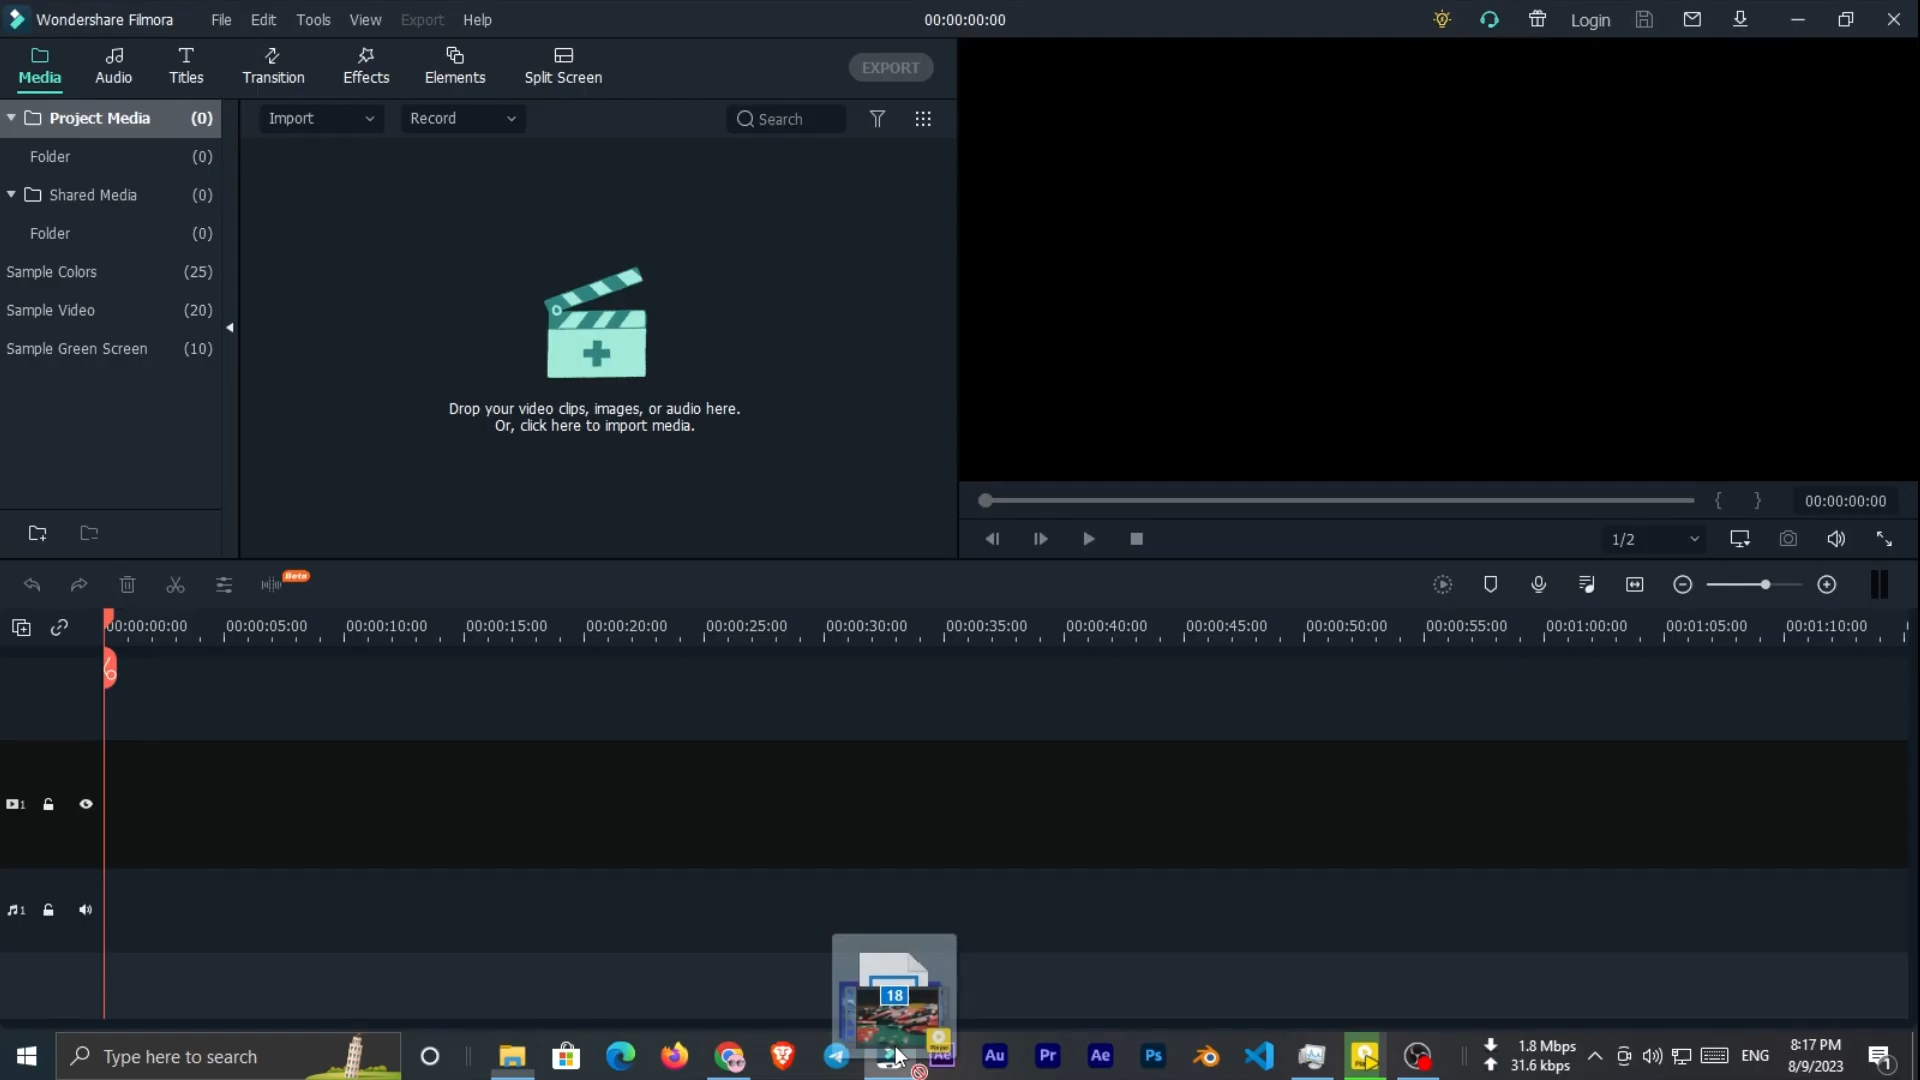 Wondershare Filmora File Edit Tools View Export Help 00:00:00:00 Login
Media Audio Titles Transition Effects Elements Split Screen EXPORT
Project Media (0)
Import Record Search
Folder (0)
Shared Media (0)
Folder (0)
Sample Colors (25)
Sample Video (20)
Sample Green Screen (10)
Drop your video clips, images, or audio here.
Or, click here to import media.
{ } 00:00:00:00
1/2
Beta
00:00:00:00 00:00:05:00 00:00:10:00 00:00:15:00 00:00:20:00 00:00:25:00 00:00:30:00 00:00:35:00 00:00:40:00 00:00:45:00 00:00:50:00 00:00:55:00 00:01:00:00 00:01:05:00 00:01:10:00
1
1
18
Type here to search Ae Au Pr Ae Ps 1.8 Mbps ENG 8:17 PM
31.6 kbps 8/9/2023 1